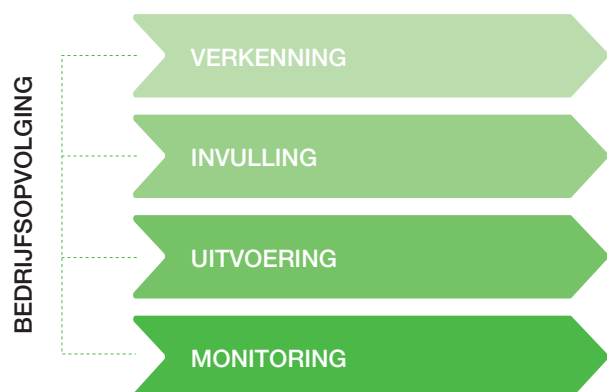 BEDRIJFSOPVOLGING
VERKENNING
INVULLING
UITVOERING
MONITORING